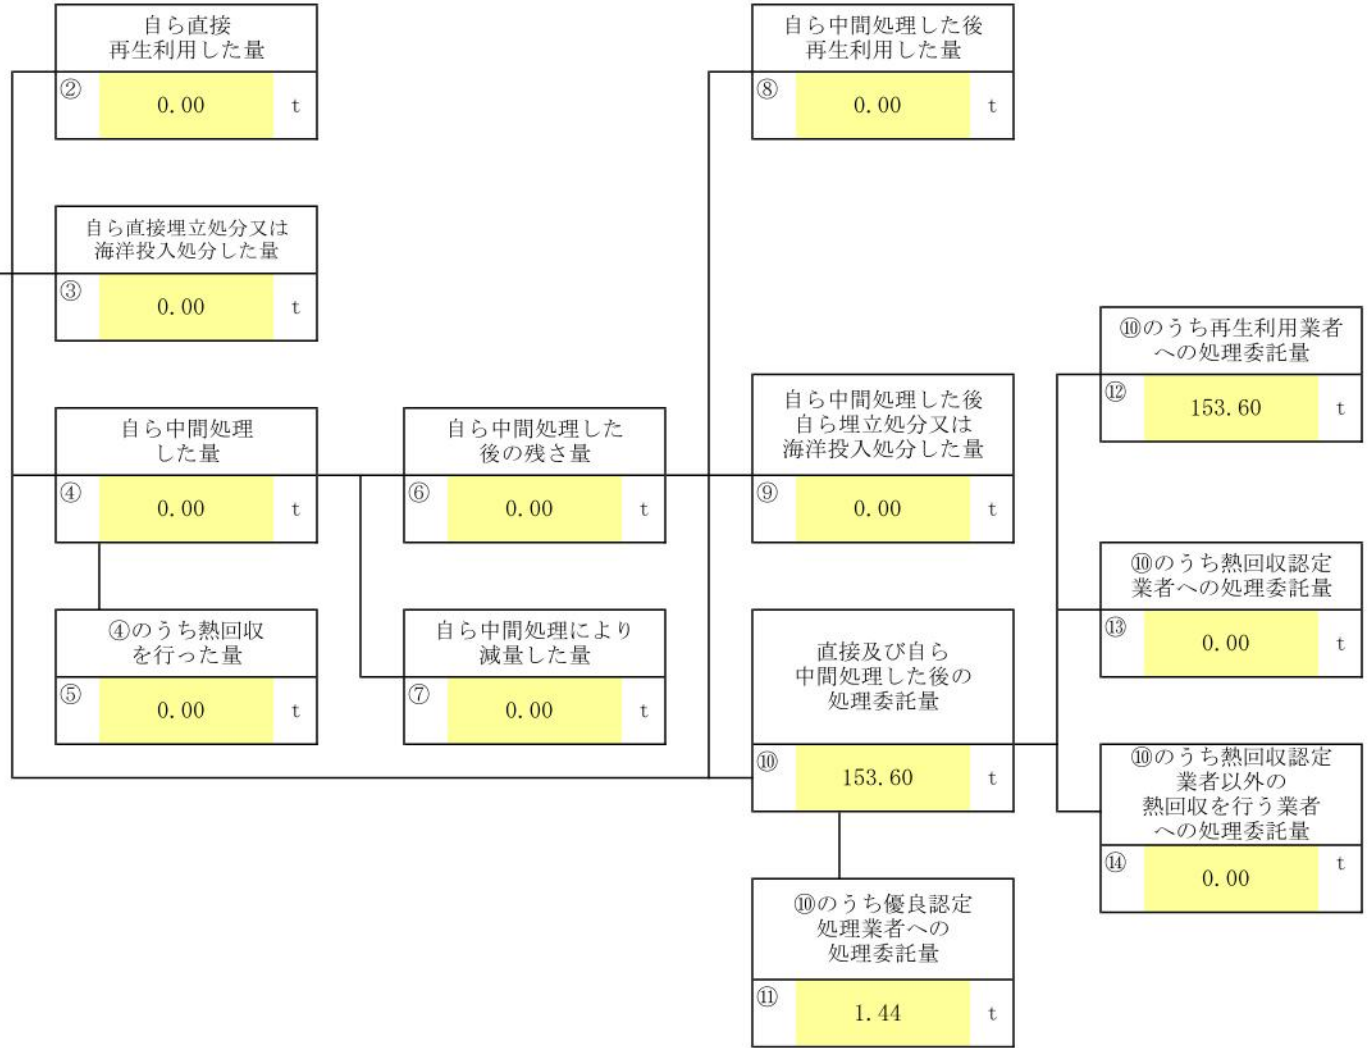 自ら直接
再生利用した量
②
0.00
t
自ら中間処理した後
再生利用した量
⑧
0.00
t
自ら直接埋立処分又は
海洋投入処分した量
③
0.00
t
⑩のうち再生利用業者
への処理委託量
⑫
153.60
t
自ら中間処理
した量
④
0.00
t
自ら中間処理した
後の残さ量
⑥
0.00
t
自ら中間処理した後
自ら埋立処分又は
海洋投入処分した量
⑨
0.00
t
⑩のうち熱回収認定
業者への処理委託量
⑬
0.00
t
④のうち熱回収
を行った量
⑤
0.00
t
自ら中間処理により
減量した量
⑦
0.00
t
直接及び自ら
中間処理した後の
処理委託量
⑩
153.60
t
⑩のうち熱回収認定
業者以外の
熱回収を行う業者
への処理委託量
⑭
0.00
t
⑩のうち優良認定
処理業者への
処理委託量
⑪
1.44
t